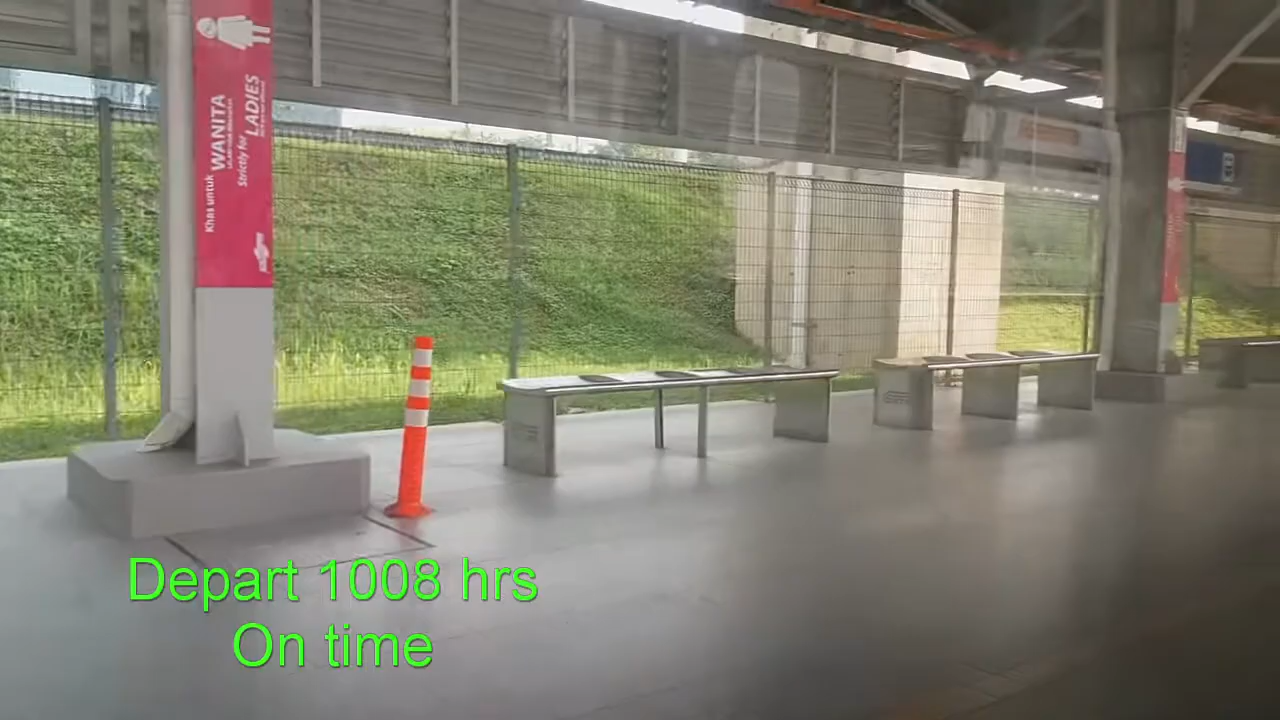 Khas untuk
WANITA
Strictly for
LADIES
Depart 1008 hrs
On time